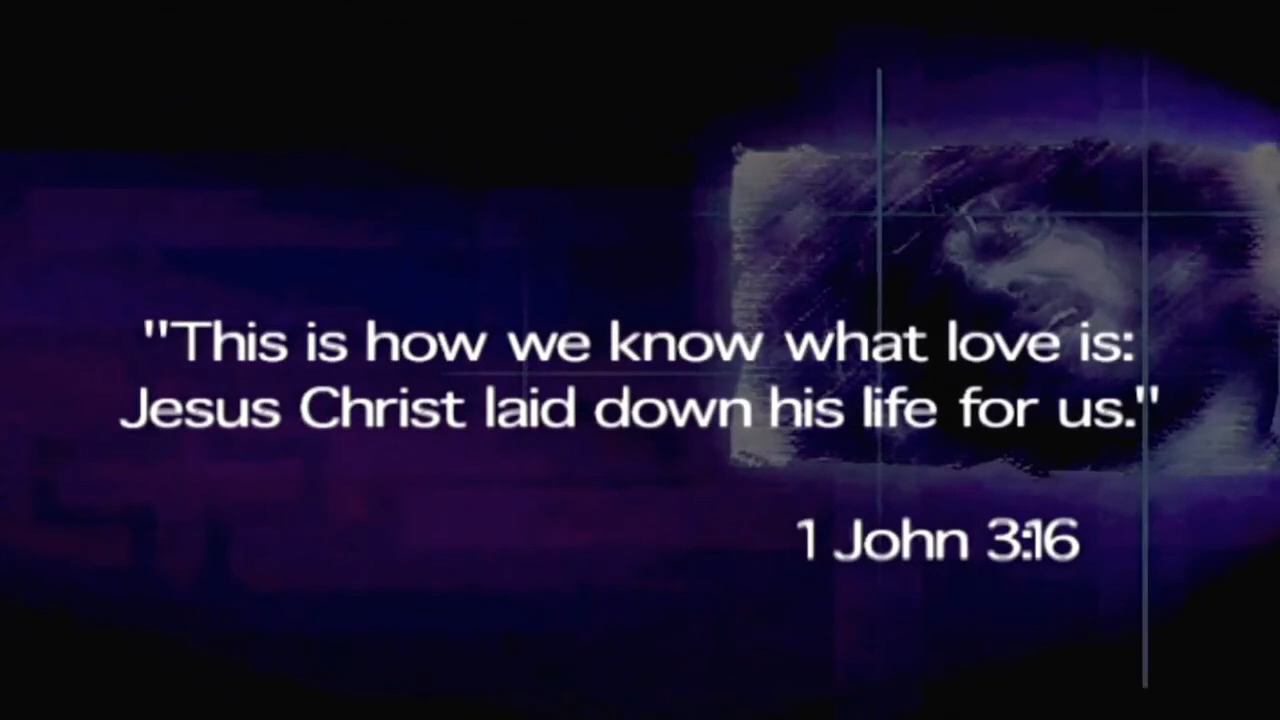 "This is how we know what love is:
Jesus Christ laid down his life for us."
1 John 3:16